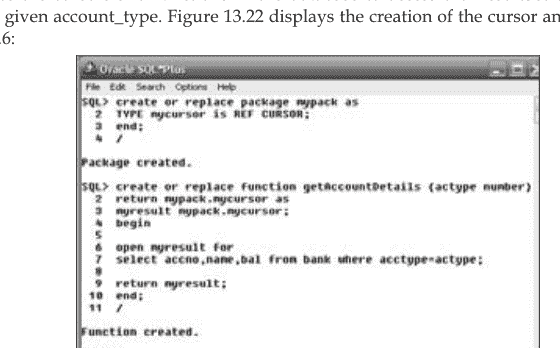 given account_type. Figure 13.22 displays the creation of the cursor an
.6:
Oracle SQL*Plus
File Edit Search Options Help
SQL> create or replace package mypack as
2 TYPE mycursor is REF CURSOR;
3 end;
4 /
Package created.
SQL> create or replace function getAccountDetails (actype number)
2 return mypack.mycursor as
3 myresult mypack.mycursor;
4 begin
5
6 open myresult for
7 select accno,name,bal from bank where acctype=actype;
8
9 return myresult;
10 end;
11 /
Function created.